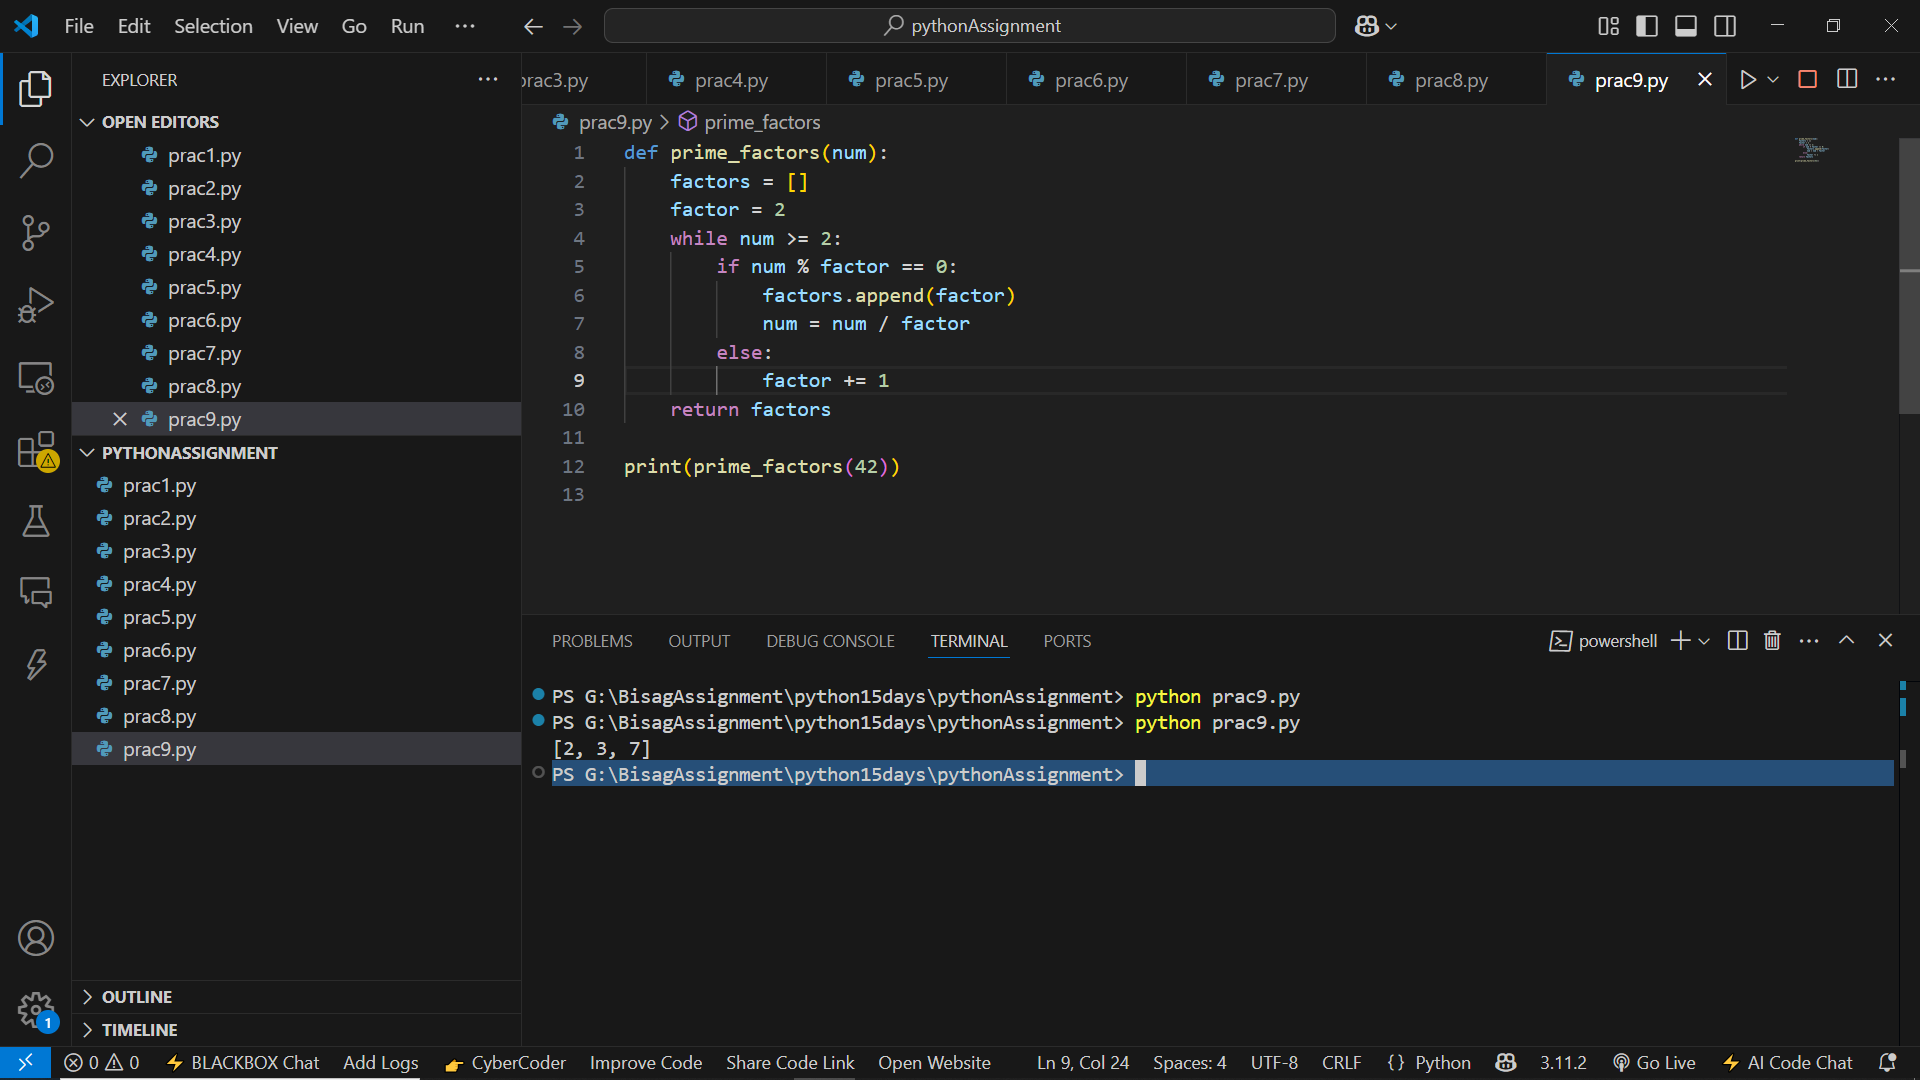 File Edit Selection View Go Run ··· pythonAssignment
EXPLORER ···
OPEN EDITORS
prac1.py
prac2.py
prac3.py
prac4.py
prac5.py
prac6.py
prac7.py
prac8.py
prac9.py
PYTHONASSIGNMENT
prac1.py
prac2.py
prac3.py
prac4.py
prac5.py
prac6.py
prac7.py
prac8.py
prac9.py
OUTLINE
TIMELINE
1
rac3.py prac4.py prac5.py prac6.py prac7.py prac8.py prac9.py
prac9.py > prime_factors
1 def prime_factors(num):
2     factors = []
3     factor = 2
4     while num >= 2:
5         if num % factor == 0:
6             factors.append(factor)
7             num = num / factor
8         else:
9             factor += 1
10     return factors
11
12 print(prime_factors(42))
13
PROBLEMS OUTPUT DEBUG CONSOLE TERMINAL PORTS powershell
PS G:\BisagAssignment\python15days\pythonAssignment> python prac9.py
PS G:\BisagAssignment\python15days\pythonAssignment> python prac9.py
[2, 3, 7]
PS G:\BisagAssignment\python15days\pythonAssignment>
0 0 BLACKBOX Chat Add Logs CyberCoder Improve Code Share Code Link Open Website Ln 9, Col 24 Spaces: 4 UTF-8 CRLF {} Python 3.11.2 Go Live AI Code Chat